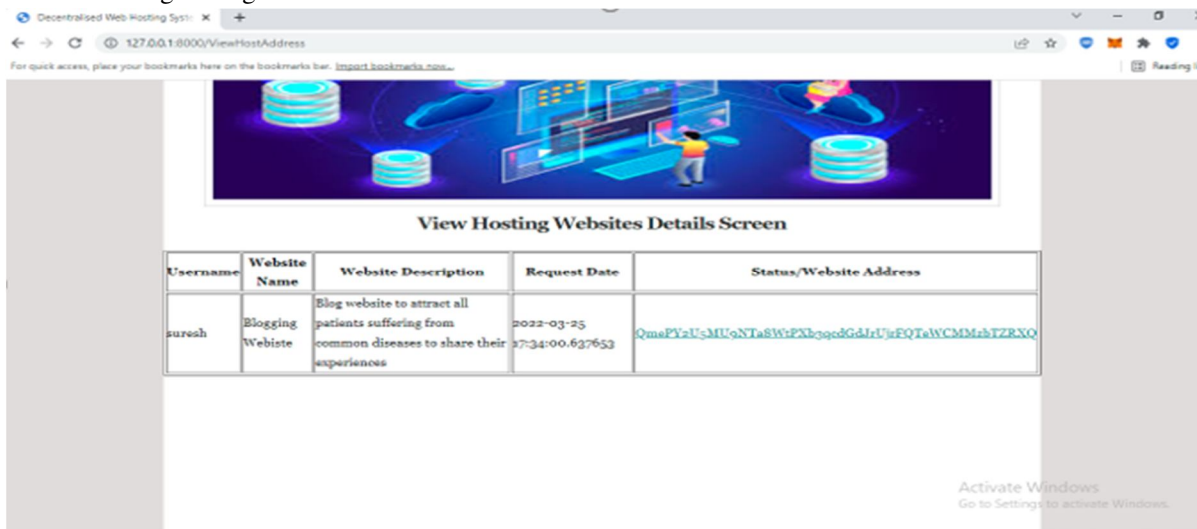 Decentralised Web Hosting Syst
127.0.0.1:8000/ViewHostAddress
For quick access, place your bookmarks here on the bookmarks bar. Import bookmarks now...
Reading
View Hosting Websites Details Screen
Username
Website
Name
Website Description
Request Date
Status/Website Address
suresh
Blogging
Webiste
Blog website to attract all
patients suffering from
common diseases to share their
experiences
2022-03-25
17:34:00.637653
Activate Windows
Go to Settings to activate Windows.